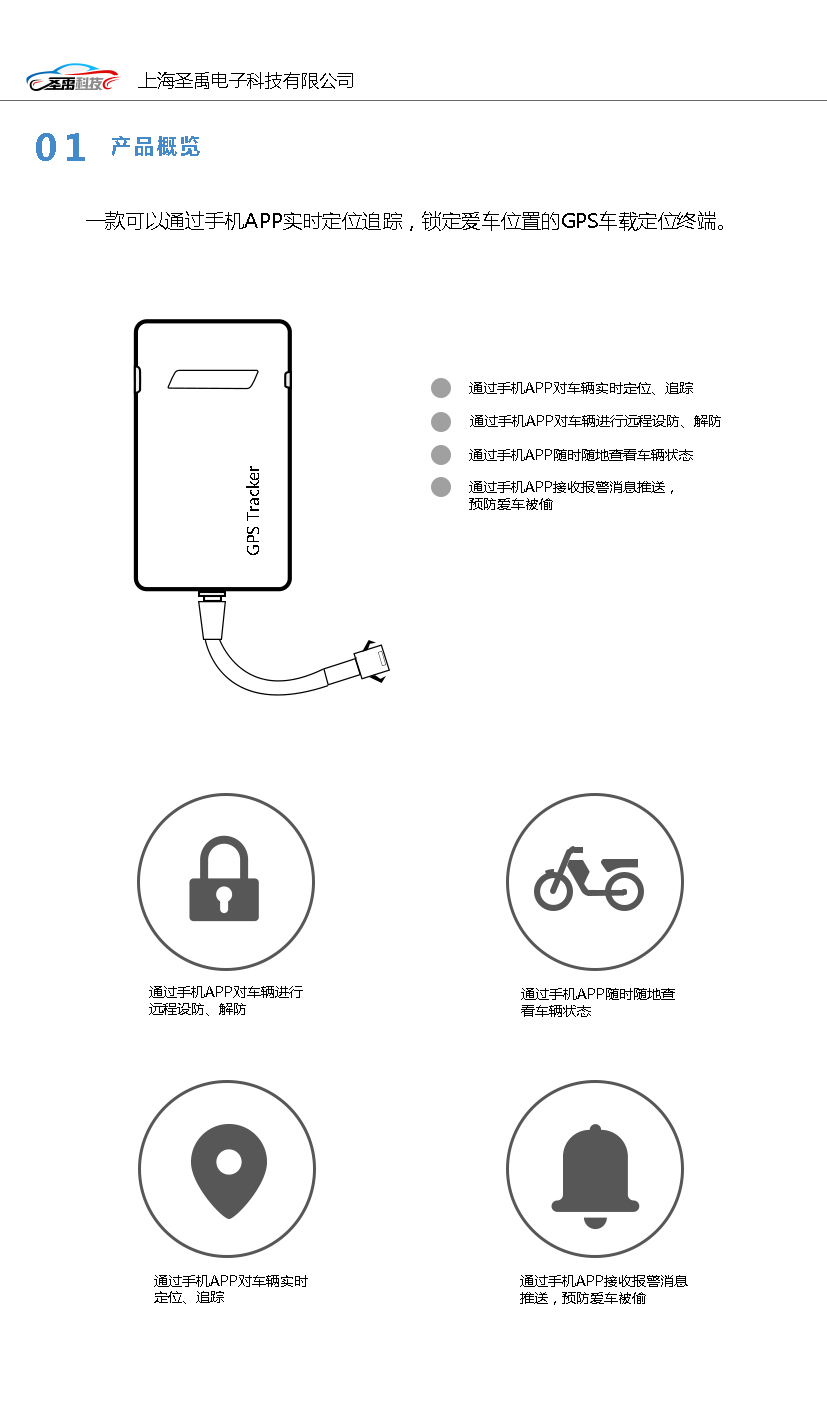 圣禹科技
上海圣禹电子科技有限公司
01 产品概览
一款可以通过手机APP实时定位追踪，锁定爱车位置的GPS车载定位终端。
通过手机APP对车辆实时定位、追踪
通过手机APP对车辆进行远程设防、解防
通过手机APP随时随地查看车辆状态
通过手机APP接收报警消息推送，
预防爱车被偷
GPS Tracker
通过手机APP对车辆进行
远程设防、解防
通过手机APP随时随地查
看车辆状态
通过手机APP对车辆实时
定位、追踪
通过手机APP接收报警消息
推送，预防爱车被偷